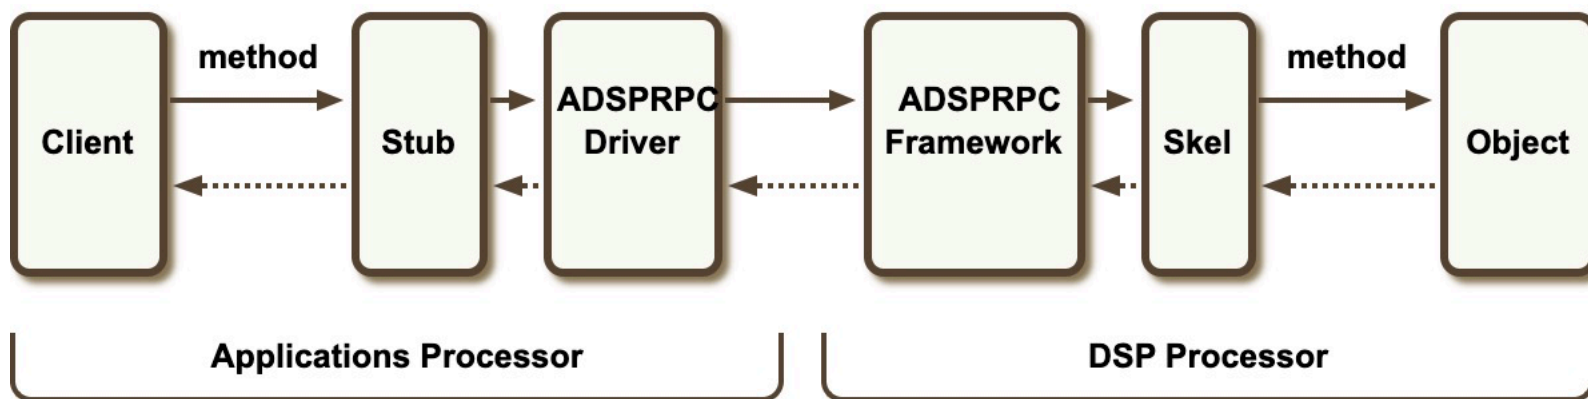 method
method
Client
Stub
ADSPRPC
Driver
ADSPRPC
Framework
Skel
Object
Applications Processor
DSP Processor